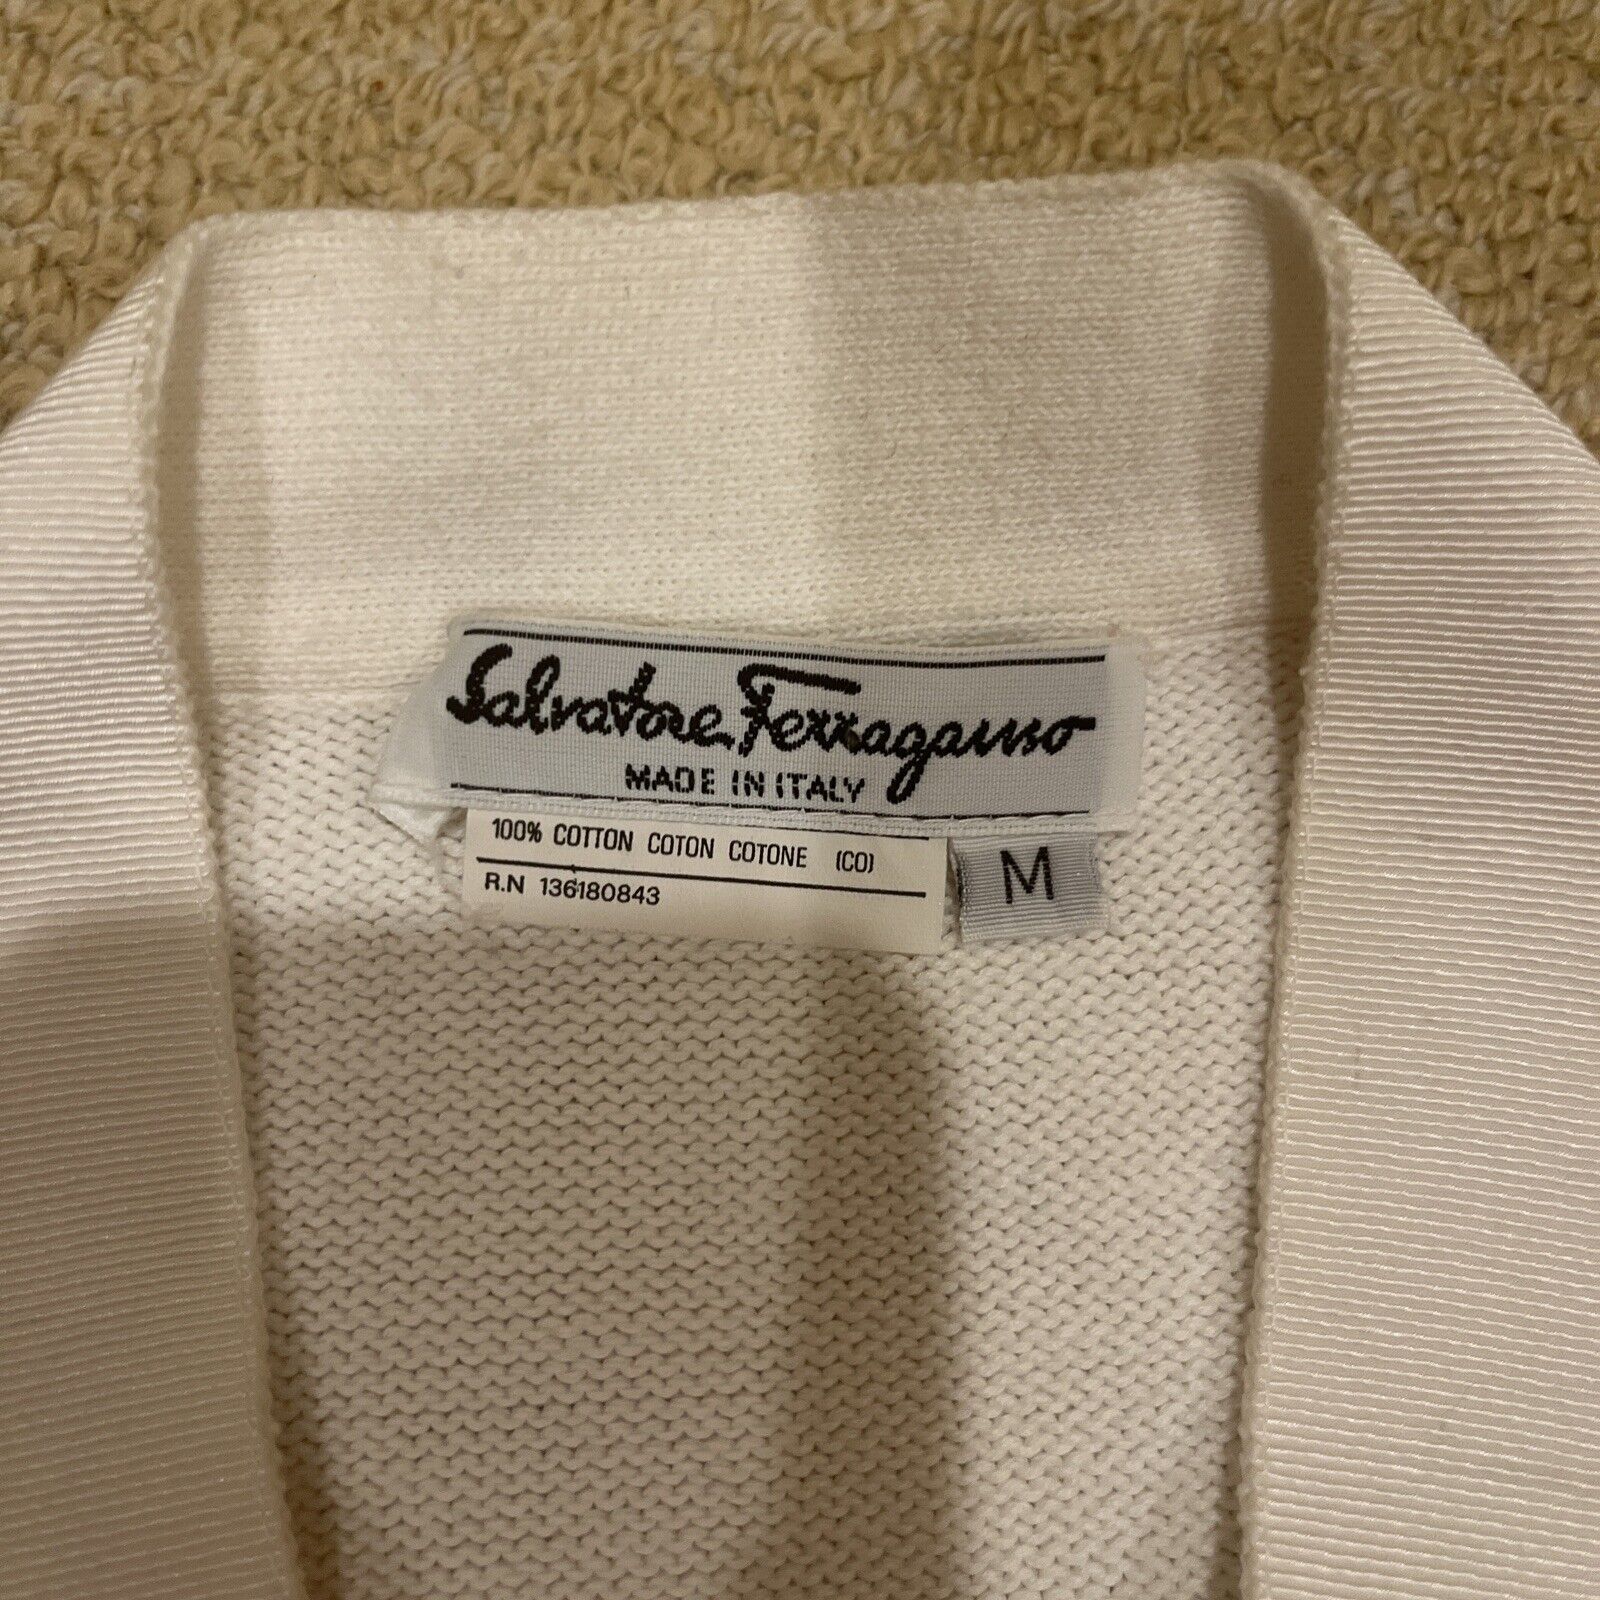 Salvatore Ferragamo
MADE IN ITALY
100% COTTON COTON COTONE (CO)
R.N 136180843
M